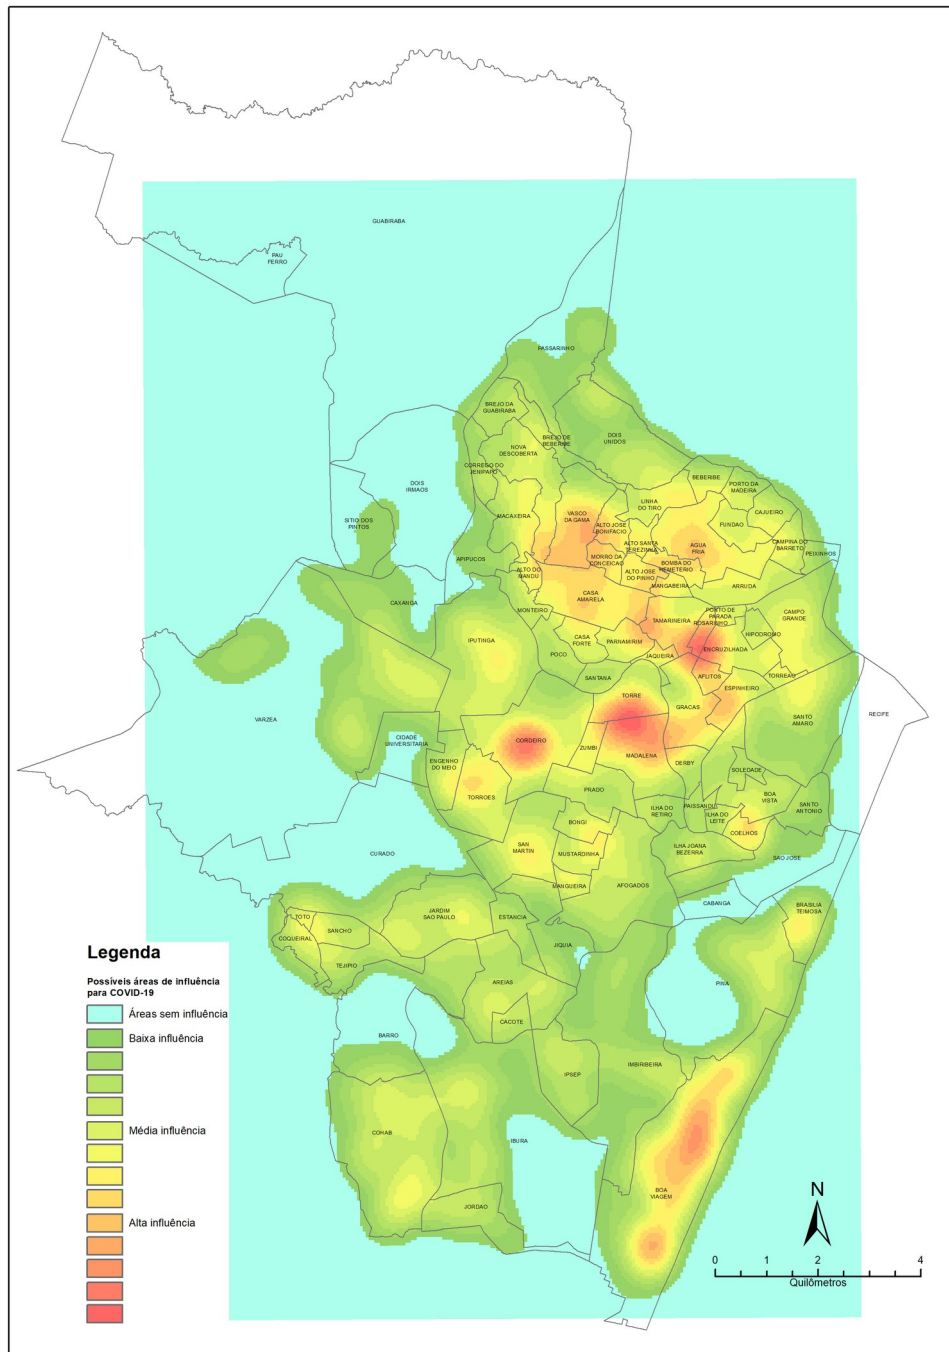 GUABIRABA
PAU
FERRO
PASSARINHO
BREJO DA
GUABIRABA
BREJO DE
BEBERIBE
DOIS
UNIDOS
NOVA
DESCOBERTA
CORREGO DO
JENIPAPO
DOIS
IRMAOS
BEBERIBE
PORTO DA
MADEIRA
LINHA
DO TIRO
CAJUEIRO
SITIO DOS
PINTOS
MACAXEIRA
VASCO
DA GAMA
ALTO JOSE
BONIFACIO
FUNDAO
ALTO SANTA
TEREZINHA
AGUA
FRIA
CAMPINA DO
BARRETO
PEIXINHOS
APIPUCOS
MORRO DA
CONCEICAO
BOMBA DO
HEMETERIO
ALTO DO
MANDU
ALTO JOSE
DO PINHO
MANGABEIRA
ARRUDA
CASA
AMARELA
CAXANGA
MONTEIRO
TAMARINEIRA
PONTO DE
PARADA
ROSARINHO
CAMPO
GRANDE
HIPODROMO
IPUTINGA
CASA
FORTE
PARNAMIRIM
POCO
JAQUEIRA
ENCRUZILHADA
SANTANA
AFLITOS
TORREAO
ESPINHEIRO
TORRE
GRACAS
VARZEA
SANTO
AMARO
RECIFE
CIDADE
UNIVERSITARIA
CORDEIRO
ZUMBI
MADALENA
DERBY
ENGENHO
DO MEIO
SOLEDADE
TORROES
PRADO
BOA
VISTA
ILHA DO
RETIRO
PAISSANDU
ILHA DO
LEITE
SANTO
ANTONIO
BONGI
COELHOS
CURADO
SAN
MARTIN
MUSTARDINHA
ILHA JOANA
BEZERRA
SAO JOSE
MANGUEIRA
AFOGADOS
CABANGA
BRASILIA
TEIMOSA
TOTO
JARDIM
SAO PAULO
ESTANCIA
SANCHO
COQUEIRAL
JIQUIA
TEJIPIO
AREIAS
PINA
CACOTE
BARRO
IPSEP
IMBIRIBEIRA
COHAB
IBURA
BOA
VIAGEM
JORDAO
Legenda
Possíveis áreas de influência
para COVID-19
Áreas sem influência
Baixa influência
Média influência
Alta influência
N
0 1 2 4
Quilômetros